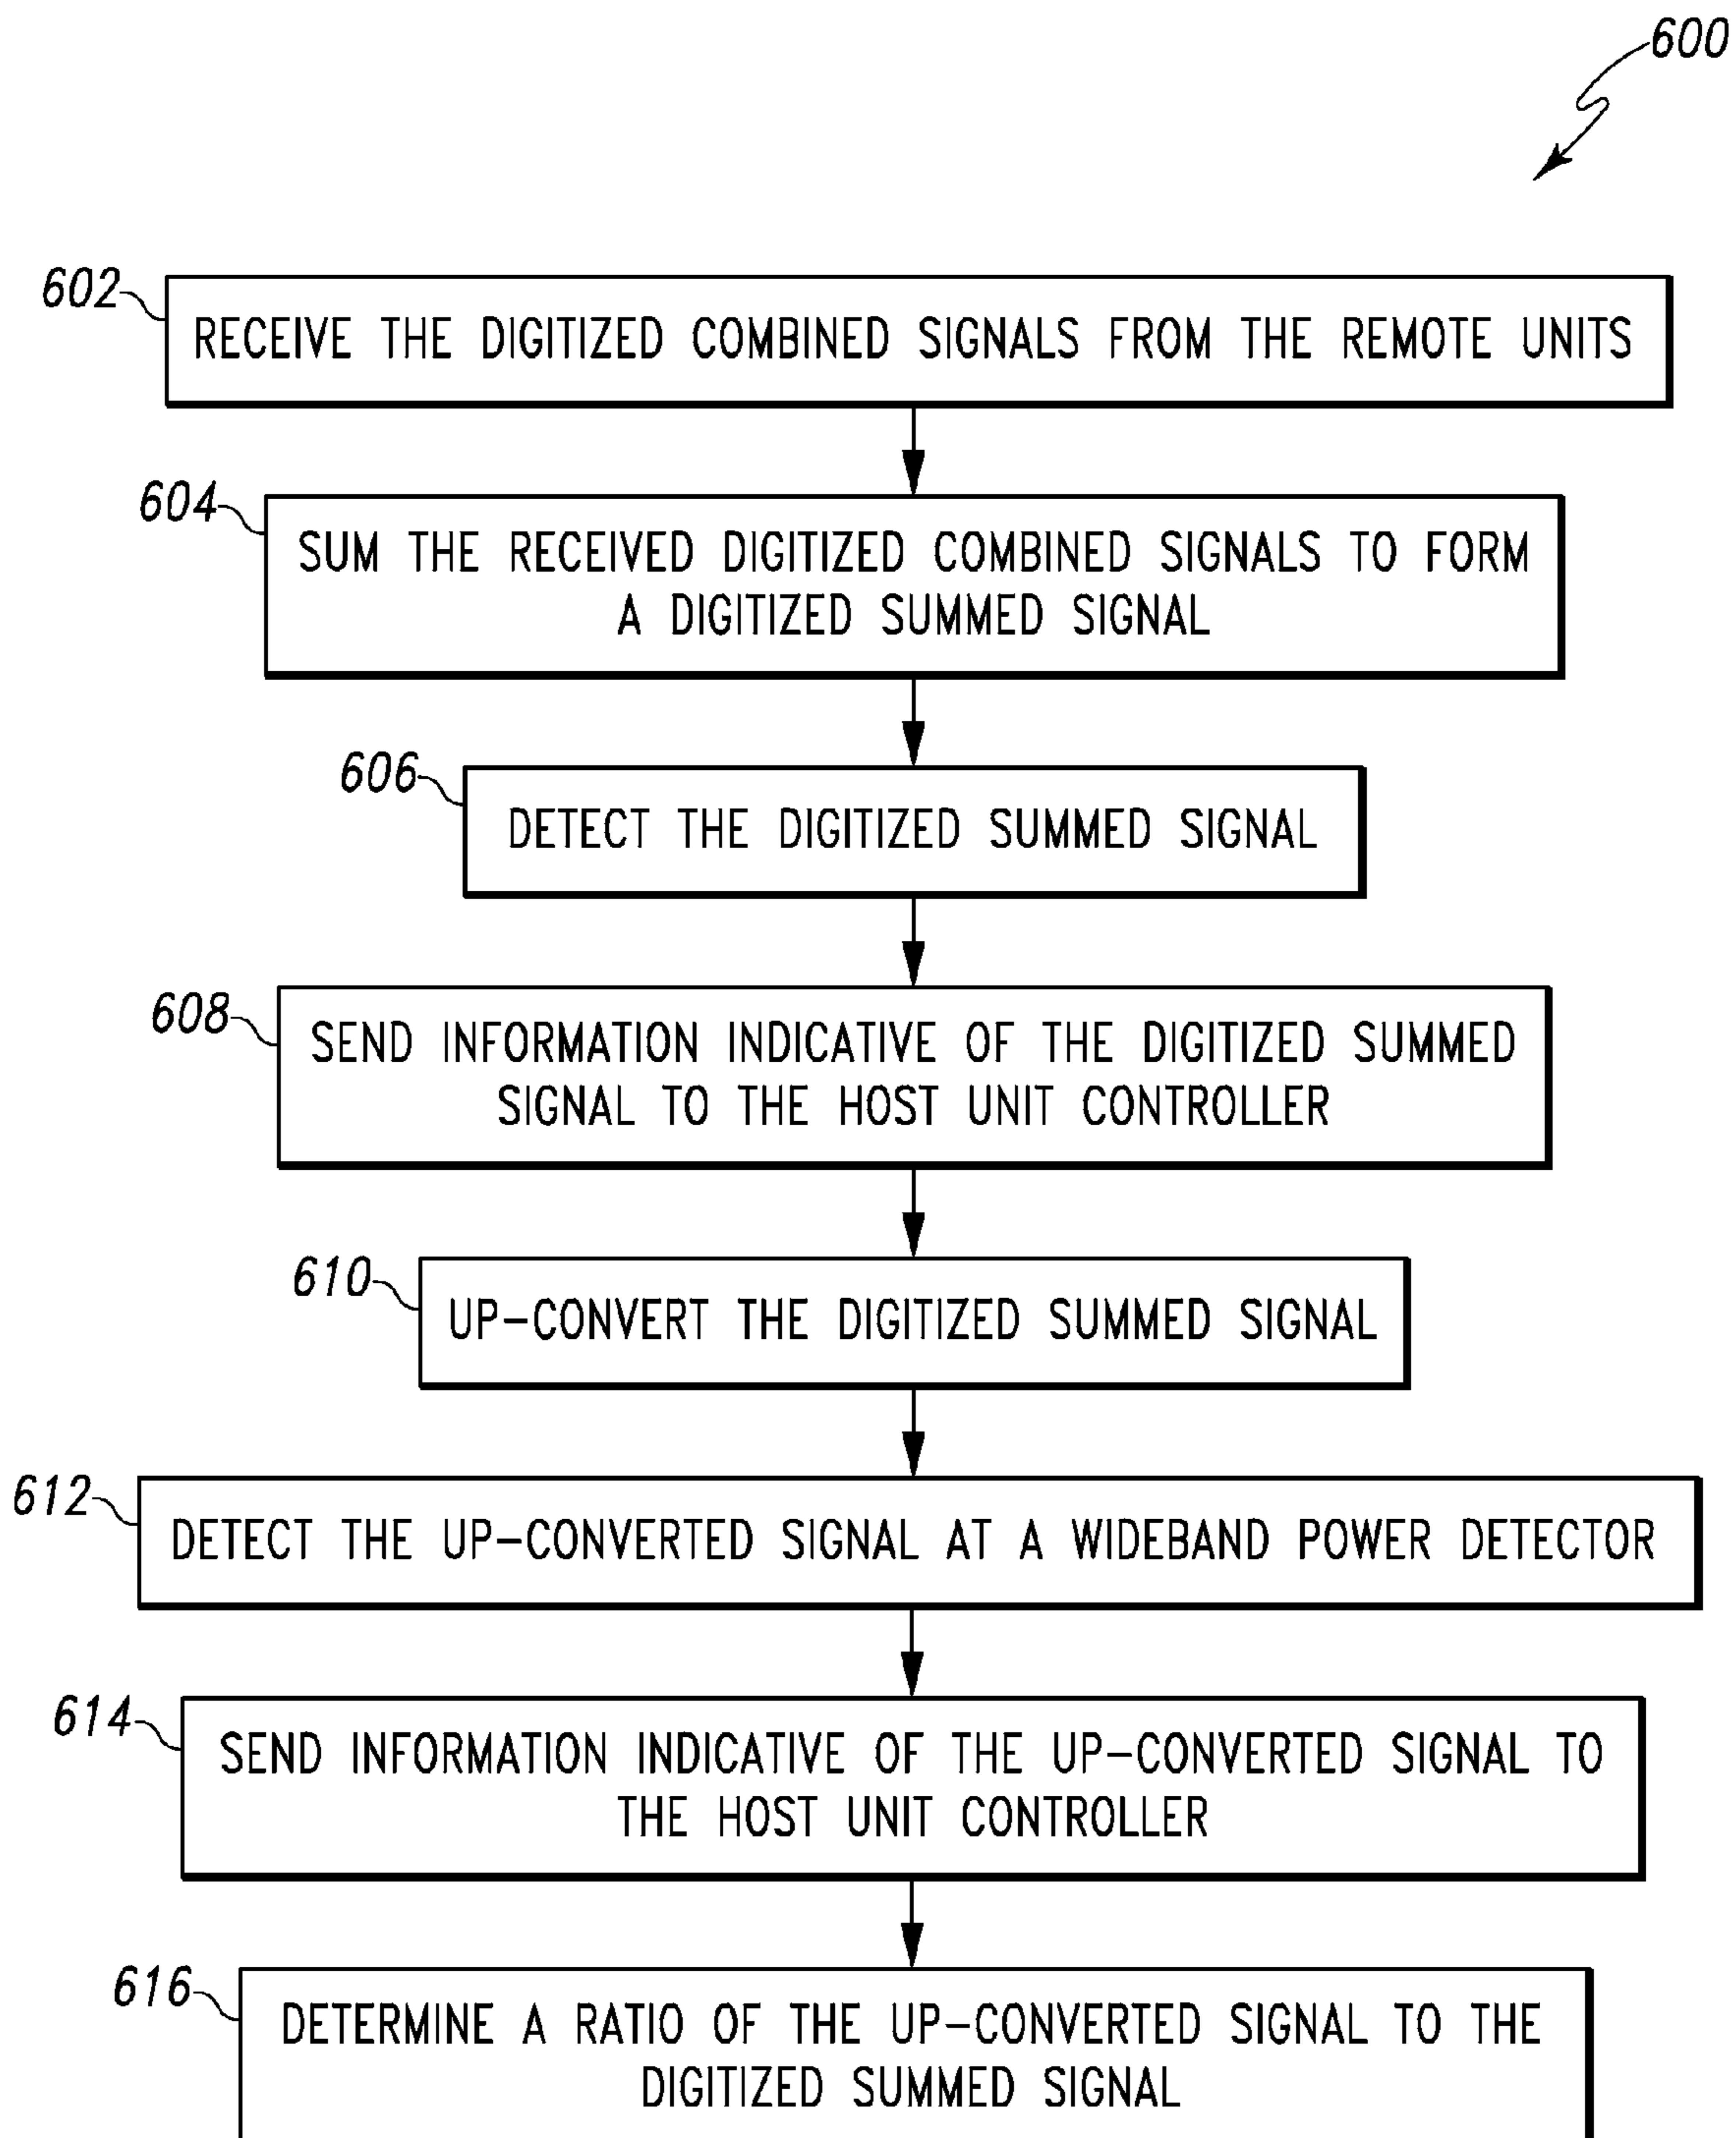 600
602
RECEIVE THE DIGITIZED COMBINED SIGNALS FROM THE REMOTE UNITS
604
SUM THE RECEIVED DIGITIZED COMBINED SIGNALS TO FORM
A DIGITIZED SUMMED SIGNAL
606
DETECT THE DIGITIZED SUMMED SIGNAL
608
SEND INFORMATION INDICATIVE OF THE DIGITIZED SUMMED
SIGNAL TO THE HOST UNIT CONTROLLER
610
UP-CONVERT THE DIGITIZED SUMMED SIGNAL
612
DETECT THE UP-CONVERTED SIGNAL AT A WIDEBAND POWER DETECTOR
614
SEND INFORMATION INDICATIVE OF THE UP-CONVERTED SIGNAL TO
THE HOST UNIT CONTROLLER
616
DETERMINE A RATIO OF THE UP-CONVERTED SIGNAL TO THE
DIGITIZED SUMMED SIGNAL